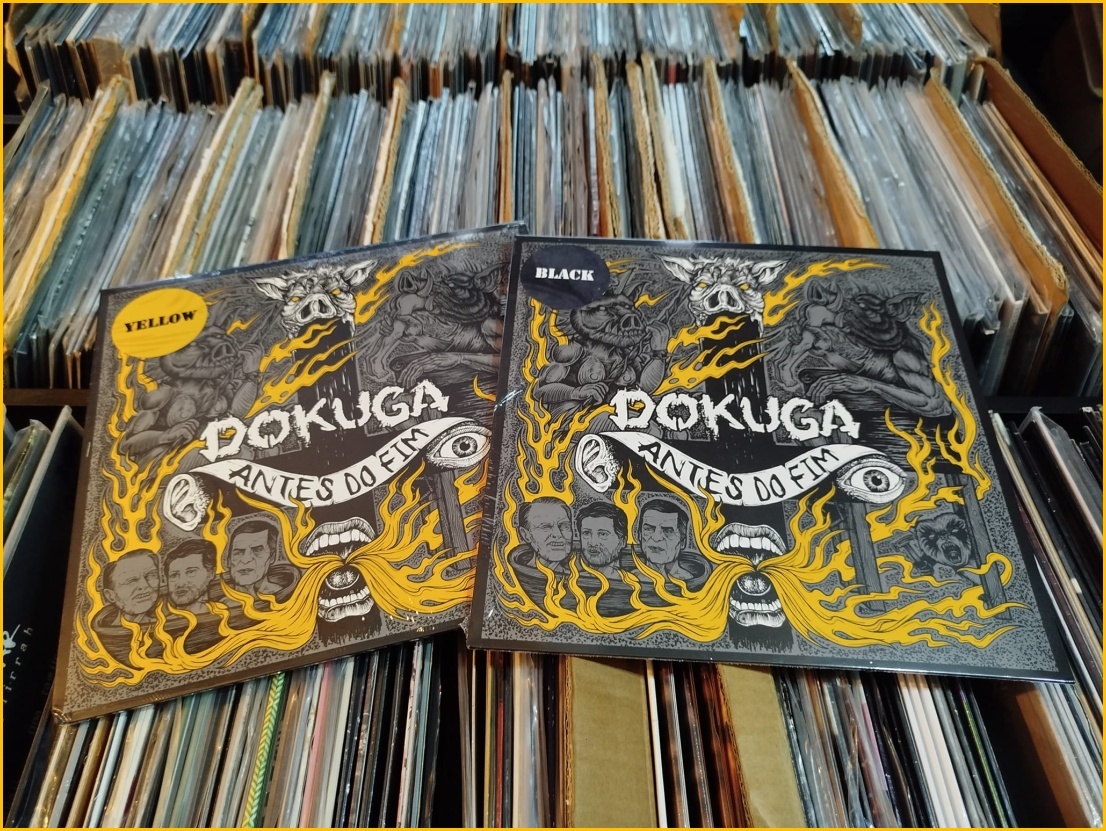 YELLOW
DOKUGA
ANTES DO FIM
BLACK
DOKUGA
ANTES DO FIM